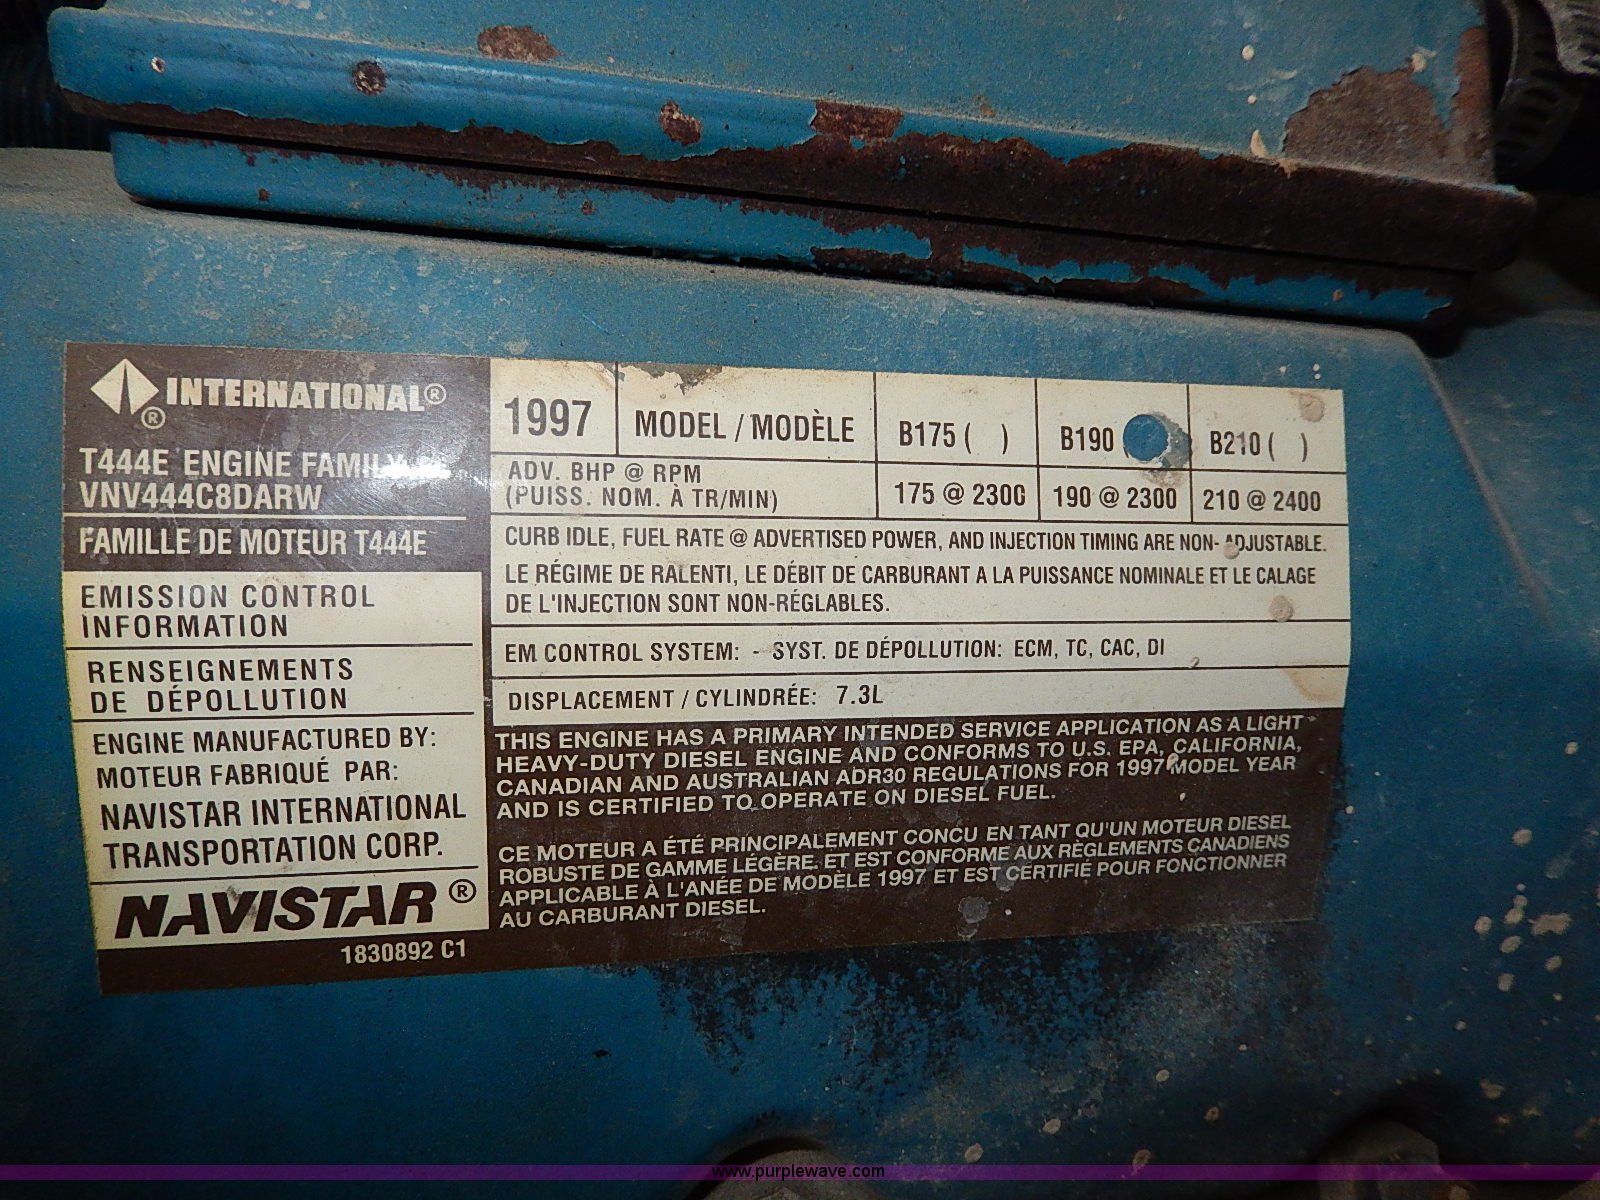 INTERNATIONAL®
®
T444E ENGINE FAMILY
VNV444C8DARW
FAMILLE DE MOTEUR T444E
EMISSION CONTROL
INFORMATION
RENSEIGNEMENTS
DE DÉPOLLUTION
ENGINE MANUFACTURED BY:
MOTEUR FABRIQUÉ PAR:
NAVISTAR INTERNATIONAL
TRANSPORTATION CORP.
NAVISTAR®
1830892 C1
1997 MODEL / MODÈLE B175 ( ) B190 ( B210 ( )
ADV. BHP @ RPM
(PUISS. NOM. À TR/MIN) 175 @ 2300 190 @ 2300 210 @ 2400
CURB IDLE, FUEL RATE @ ADVERTISED POWER, AND INJECTION TIMING ARE NON-ADJUSTABLE.
LE RÉGIME DE RALENTI, LE DÉBIT DE CARBURANT A LA PUISSANCE NOMINALE ET LE CALAGE
DE L'INJECTION SONT NON-RÉGLABLES.
EM CONTROL SYSTEM: - SYST. DE DÉPOLLUTION: ECM, TC, CAC, DI
DISPLACEMENT / CYLINDRÉE: 7.3L
THIS ENGINE HAS A PRIMARY INTENDED SERVICE APPLICATION AS A LIGHT
HEAVY-DUTY DIESEL ENGINE AND CONFORMS TO U.S. EPA, CALIFORNIA,
CANADIAN AND AUSTRALIAN ADR30 REGULATIONS FOR 1997 MODEL YEAR
AND IS CERTIFIED TO OPERATE ON DIESEL FUEL.
CE MOTEUR A ÉTÉ PRINCIPALEMENT CONCU EN TANT QU'UN MOTEUR DIESEL
ROBUSTE DE GAMME LÉGÈRE. ET EST CONFORME AUX RÈGLEMENTS CANADIENS
APPLICABLE À L'ANÉE DE MODÈLE 1997 ET EST CERTIFIÉ POUR FONCTIONNER
AU CARBURANT DIESEL.
www.purplewave.com